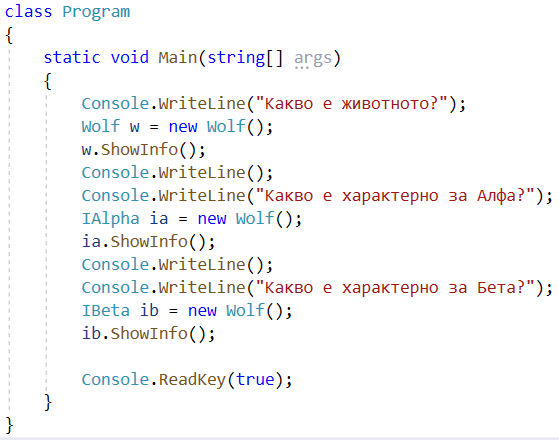 class Program
{
static void Main(string[] args)
{
Console.WriteLine("Какво е животното?");
Wolf w = new Wolf();
w.ShowInfo();
Console.WriteLine();
Console.WriteLine("Какво е характерно за Алфа?");
IAlpha ia = new Wolf();
ia.ShowInfo();
Console.WriteLine();
Console.WriteLine("Какво е характерно за Бета?");
IBeta ib = new Wolf();
ib.ShowInfo();
Console.ReadKey(true);
}
}